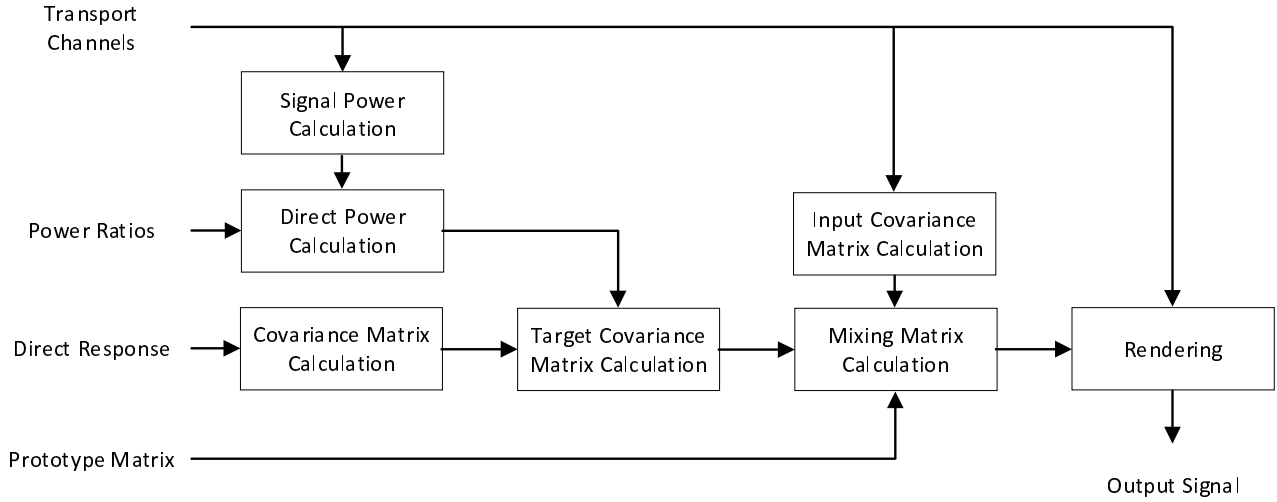 Transport
Channels
Signal Power
Calculation
Power Ratios
Direct Power
Calculation
Input Covariance
Matrix Calculation
Direct Response
Covariance Matrix
Calculation
Target Covariance
Matrix Calculation
Mixing Matrix
Calculation
Rendering
Prototype Matrix
Output Signal